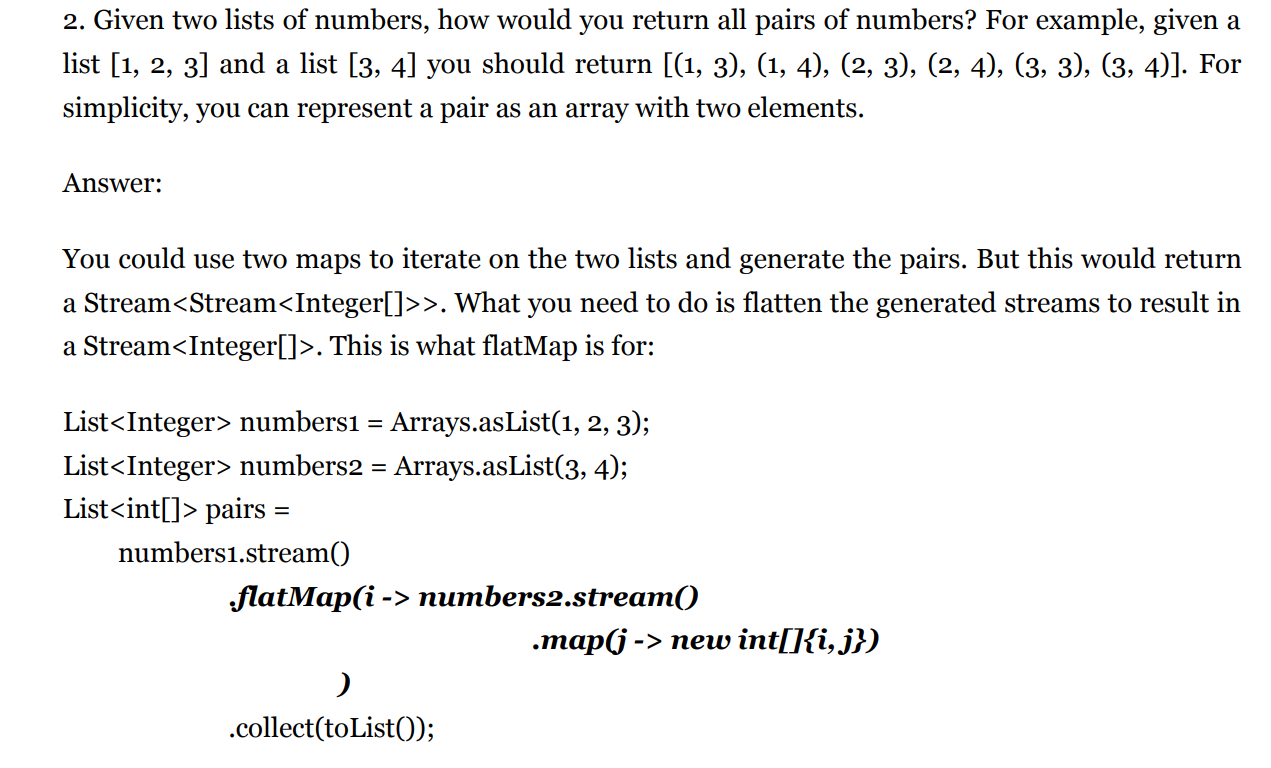 2. Given two lists of numbers, how would you return all pairs of numbers? For example, given a
list [1, 2, 3] and a list [3, 4] you should return [(1, 3), (1, 4), (2, 3), (2, 4), (3, 3), (3, 4)]. For
simplicity, you can represent a pair as an array with two elements.
Answer:
You could use two maps to iterate on the two lists and generate the pairs. But this would return
a Stream<Stream<Integer[]>>. What you need to do is flatten the generated streams to result in
a Stream<Integer[]>. This is what flatMap is for:
List<Integer> numbers1 = Arrays.asList(1, 2, 3);
List<Integer> numbers2 = Arrays.asList(3, 4);
List<int[]> pairs =
numbers1.stream()
.flatMap(i -> numbers2.stream()
.map(j -> new int[]{i, j})
)
.collect(toList());